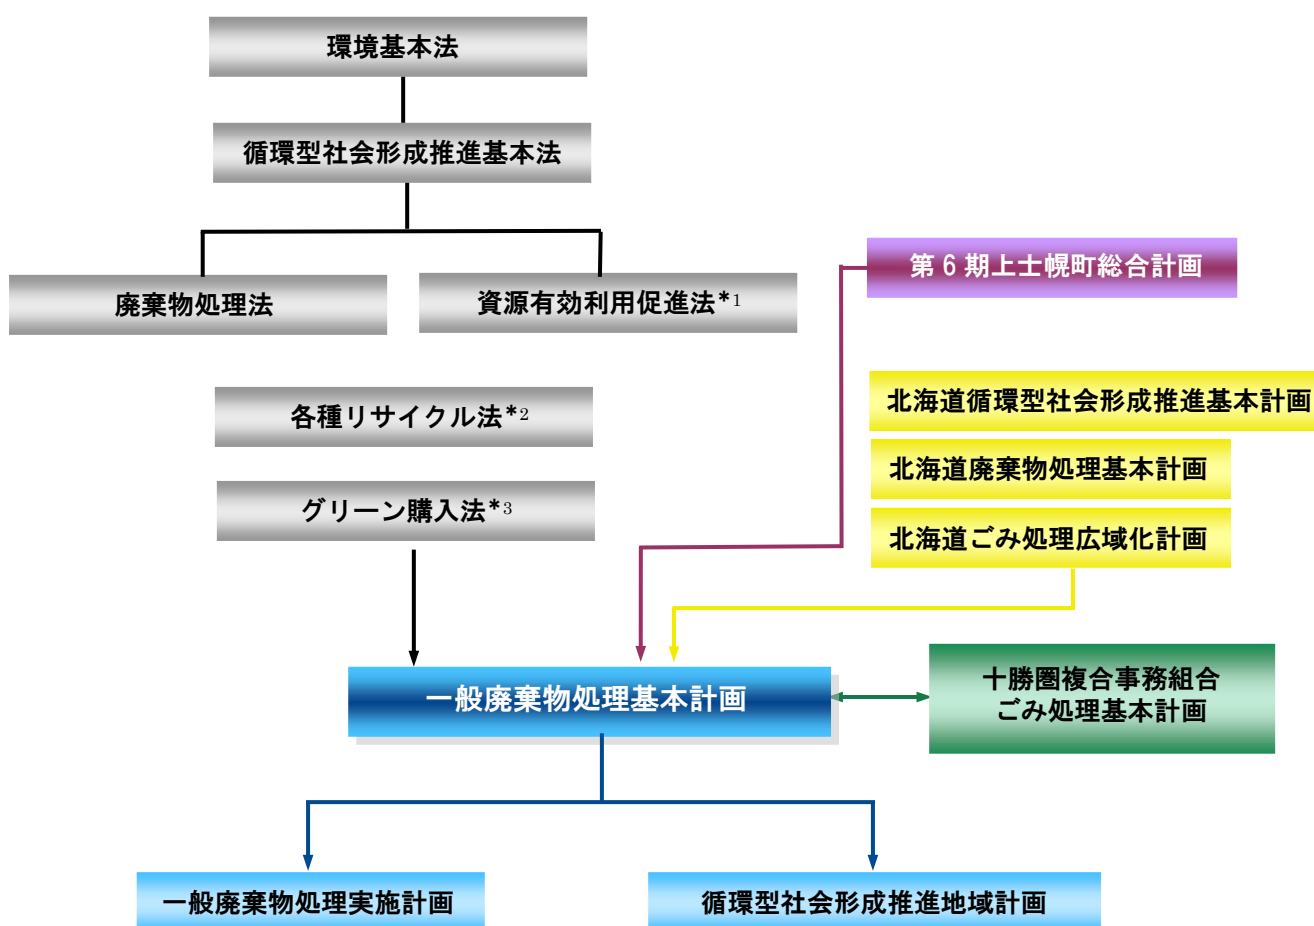 環境基本法
循環型社会形成推進基本法
廃棄物処理法
資源有効利用促進法*1
各種リサイクル法*2
グリーン購入法*3
第6期上士幌町総合計画
北海道循環型社会形成推進基本計画
北海道廃棄物処理基本計画
北海道ごみ処理広域化計画
一般廃棄物処理基本計画
十勝圏複合事務組合
ごみ処理基本計画
一般廃棄物処理実施計画
循環型社会形成推進地域計画